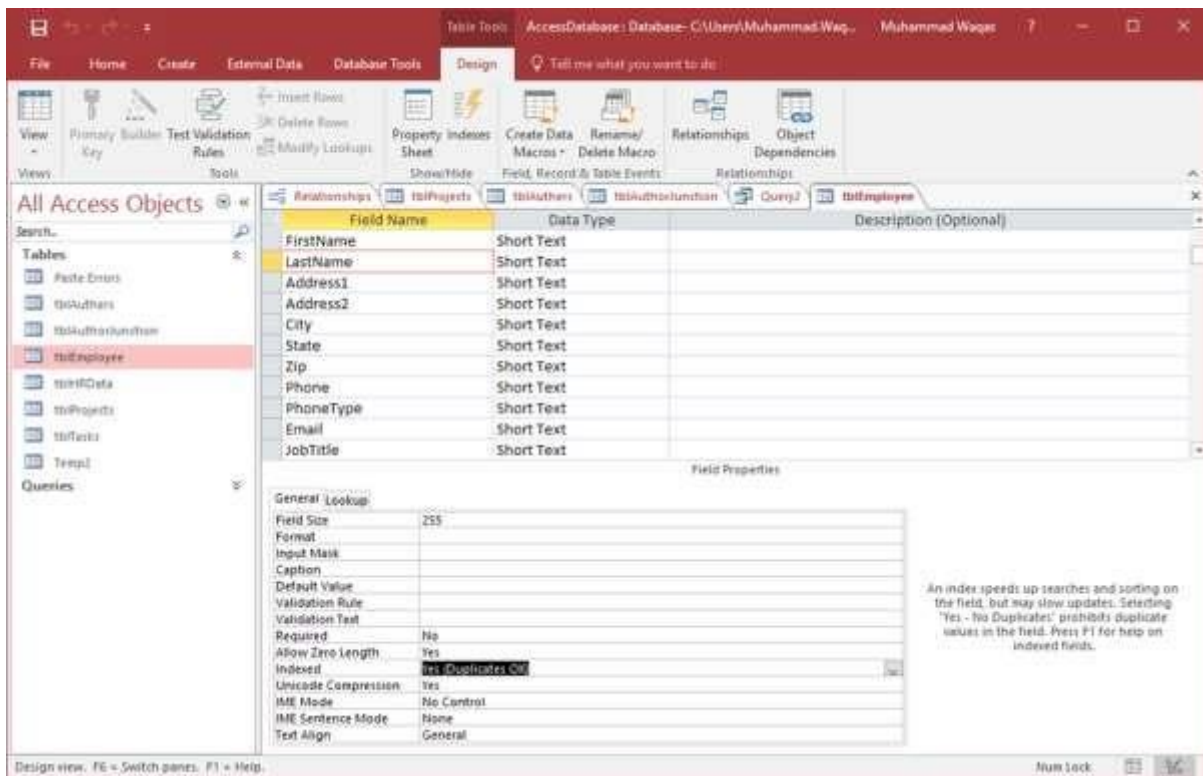 Table Tools AccessDatabase : Database- C:\Users\Muhammad.Waq... Muhammad Waqas ?
File Home Create External Data Database Tools Design Tell me what you want to do
View Primary Key Builder Test Validation Rules Insert Rows Delete Rows Modify Lookups Property Sheet Indexes Create Data Macros Rename/ Delete Macro Relationships Object Dependencies
Views Tools Show/Hide Field, Record & Table Events Relationships
All Access Objects
Search...
Tables
Paste Errors
tblAuthers
tblAuthorJunction
tblEmployee
tblHRData
tblProjects
tblTasks
Temp2
Queries
Relationships tblProjects tblAuthers tblAuthorJunction Query2 tblEmployee
Field Name Data Type Description (Optional)
FirstName Short Text
LastName Short Text
Address1 Short Text
Address2 Short Text
City Short Text
State Short Text
Zip Short Text
Phone Short Text
PhoneType Short Text
Email Short Text
JobTitle Short Text
Field Properties
General Lookup
Field Size 255
Format
Input Mask
Caption
Default Value
Validation Rule
Validation Text
Required No
Allow Zero Length Yes
Indexed Yes (Duplicates OK)
Unicode Compression Yes
IME Mode No Control
IME Sentence Mode None
Text Align General
An index speeds up searches and sorting on
the field, but may slow updates. Selecting
'Yes - No Duplicates' prohibits duplicate
values in the field. Press F1 for help on
indexed fields.
Design view. F6 = Switch panes. F1 = Help. Num Lock